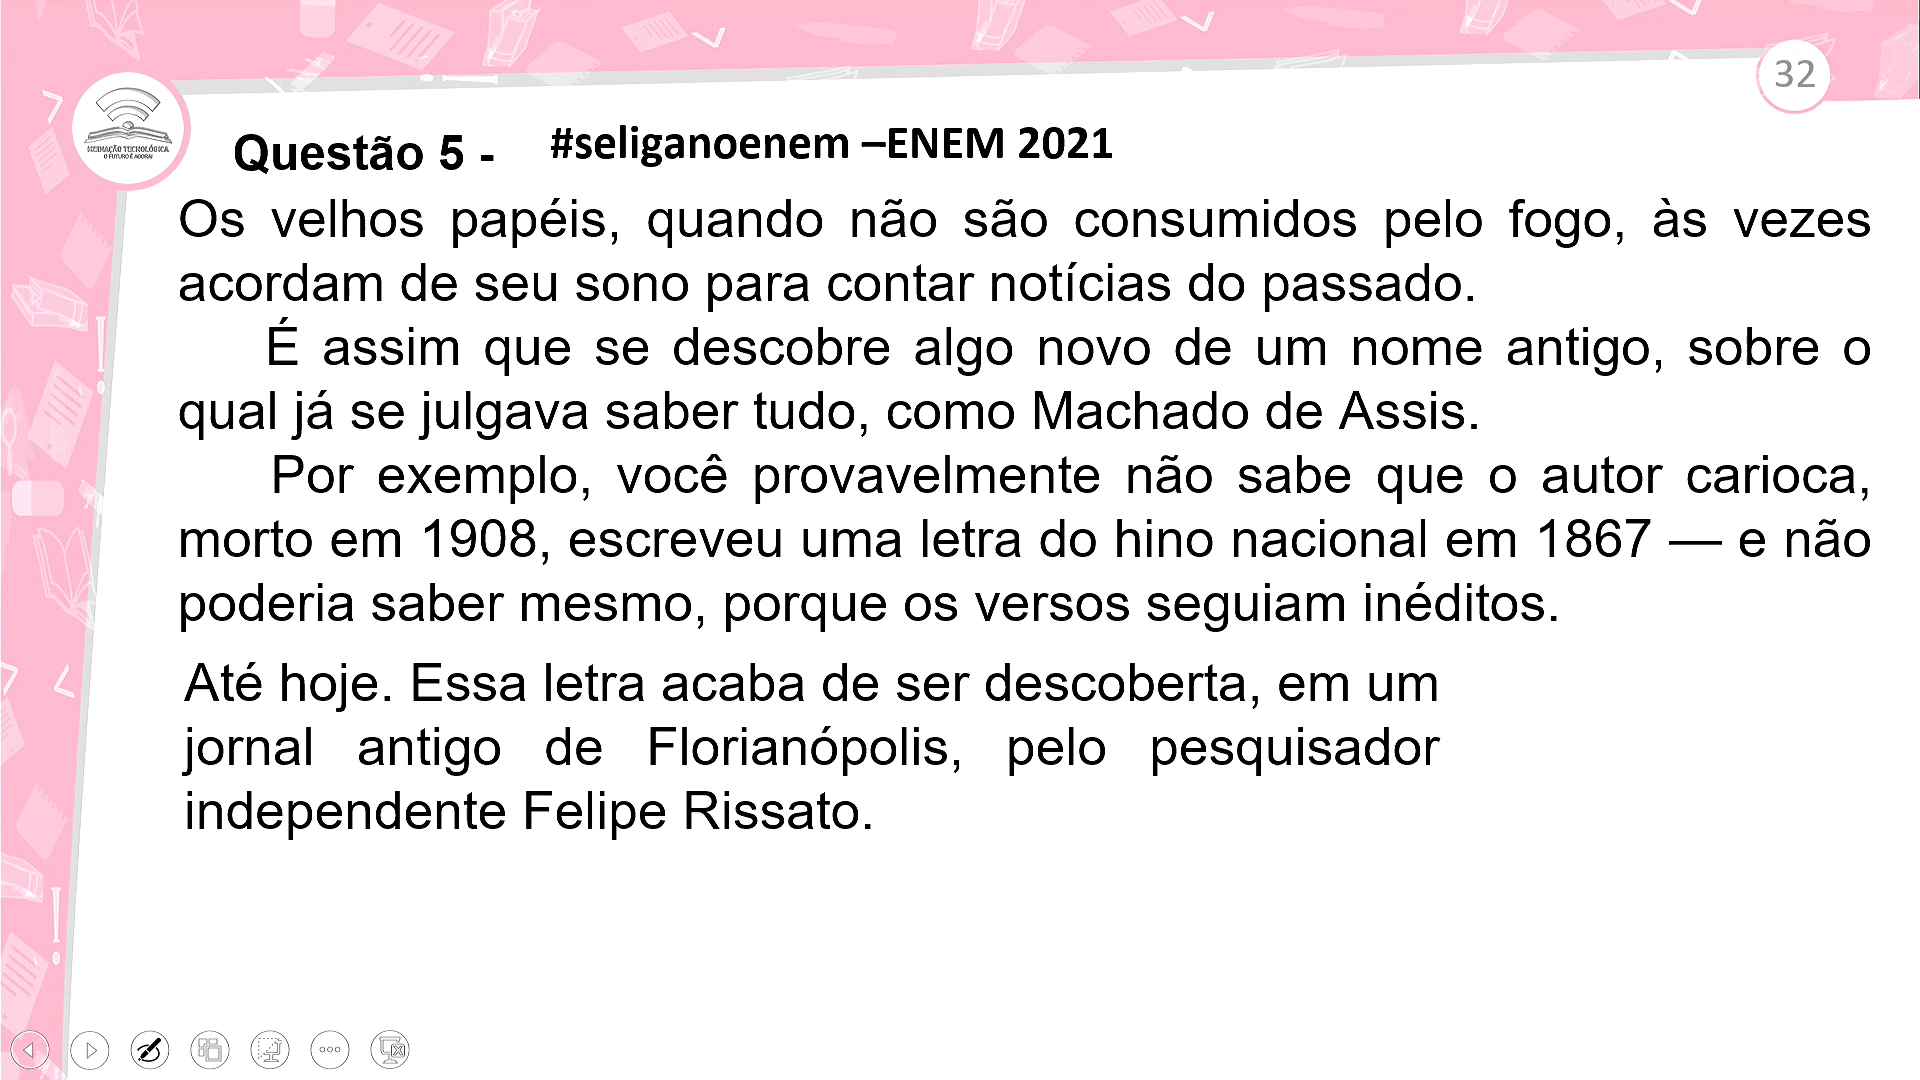 32
MEDIAÇÃO TECNOLÓGICA
O FUTURO É AGORA!
Questão 5 - #seliganoenem –ENEM 2021
Os velhos papéis, quando não são consumidos pelo fogo, às vezes
acordam de seu sono para contar notícias do passado.
É assim que se descobre algo novo de um nome antigo, sobre o
qual já se julgava saber tudo, como Machado de Assis.
Por exemplo, você provavelmente não sabe que o autor carioca,
morto em 1908, escreveu uma letra do hino nacional em 1867 — e não
poderia saber mesmo, porque os versos seguiam inéditos.
Até hoje. Essa letra acaba de ser descoberta, em um
jornal antigo de Florianópolis, pelo pesquisador
independente Felipe Rissato.